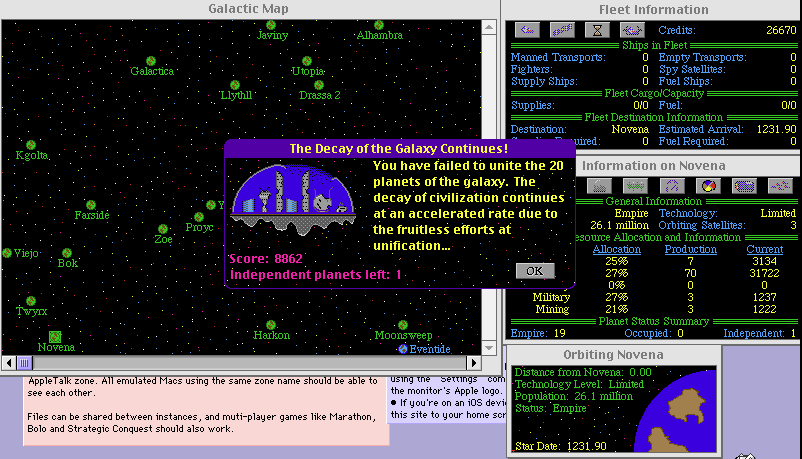 Galactic Map
Javiny
Alhambra
Galactica
Utopia
Llythll
Drassa 2
Kgolta
Farside
Zoe
Proyc
Viejo
Bok
Twyrx
Novena
Harkon
Moonsweep
Eventide
The Decay of the Galaxy Continues!
You have failed to unite the 20
planets of the galaxy. The
decay of civilization continues
at an accelerated rate due to
the fruitless efforts at
unification...
Score: 8862
Independent planets left: 1
OK
Fleet Information
Credits: 26670
Ships in Fleet
Manned Transports: 0 Empty Transports: 0
Fighters: 0 Spy Satellites: 0
Supply Ships: 0 Fuel Ships: 0
Fleet Cargo/Capacity
Supplies: 0/0 Fuel: 0/0
Fleet Destination Information
Destination: Novena Estimated Arrival: 1231.90
Required: 0 Fuel Required: 0
Information on Novena
General Information
Empire Technology: Limited
26.1 million Orbiting Satellites: 3
Resource Allocation and Information
Allocation Production Current
25% 7 3134
27% 70 31722
0% 0 0
Military 27% 3 1237
Mining 21% 3 1222
Planet Status Summary
Empire: 19 Occupied: 0 Independent: 1
Orbiting Novena
Distance from Novena: 0.00
Technology Level: Limited
Population: 26.1 million
Status: Empire
Star Date: 1231.90
AppleTalk zone. All emulated Macs using the same zone name should be able to
see each other.
Files can be shared between instances, and muti-player games like Marathon,
Bolo and Strategic Conquest should also work.
using the "Settings" com
the monitor's Apple logo.
● If you're on an iOS devic
this site to your home scr